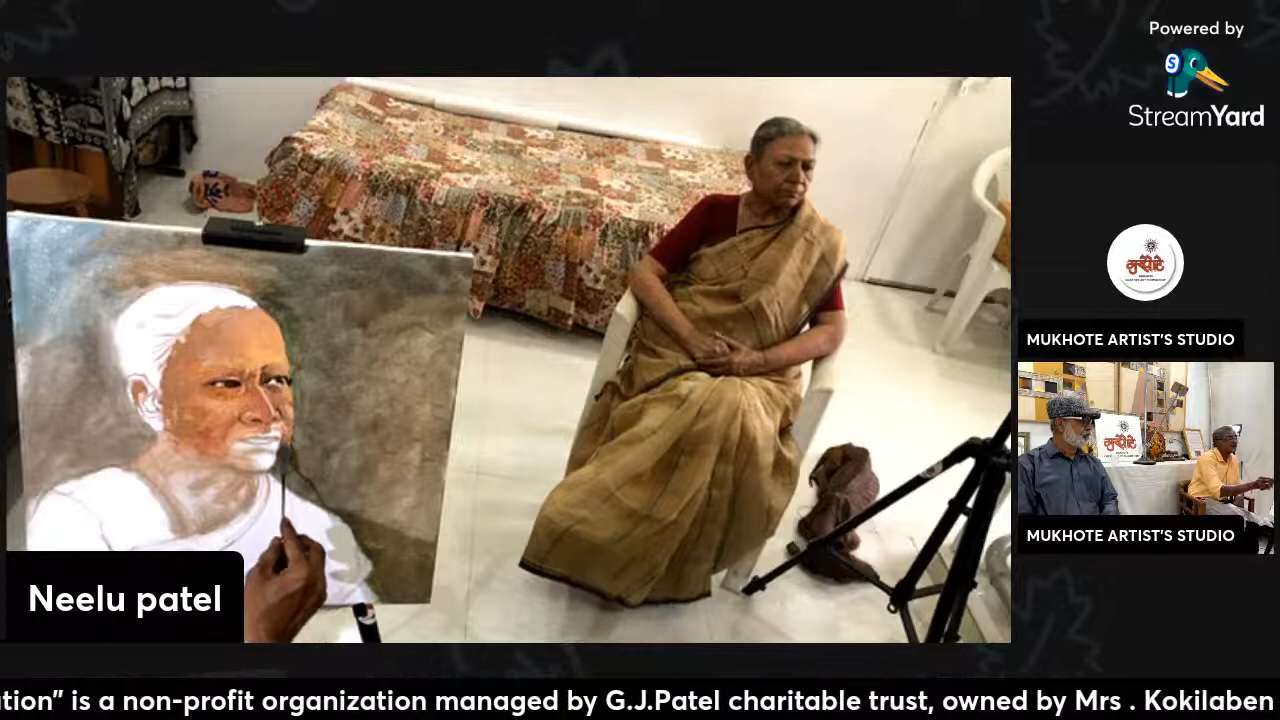 Powered by
StreamYard
मुखौटे
MUKHOTE ARTIST'S STUDIO
मुखौटे
MUKHOTE ARTIST'S STUDIO
Neelu patel
tion" is a non-profit organization managed by G.J.Patel charitable trust, owned by Mrs . Kokilaben